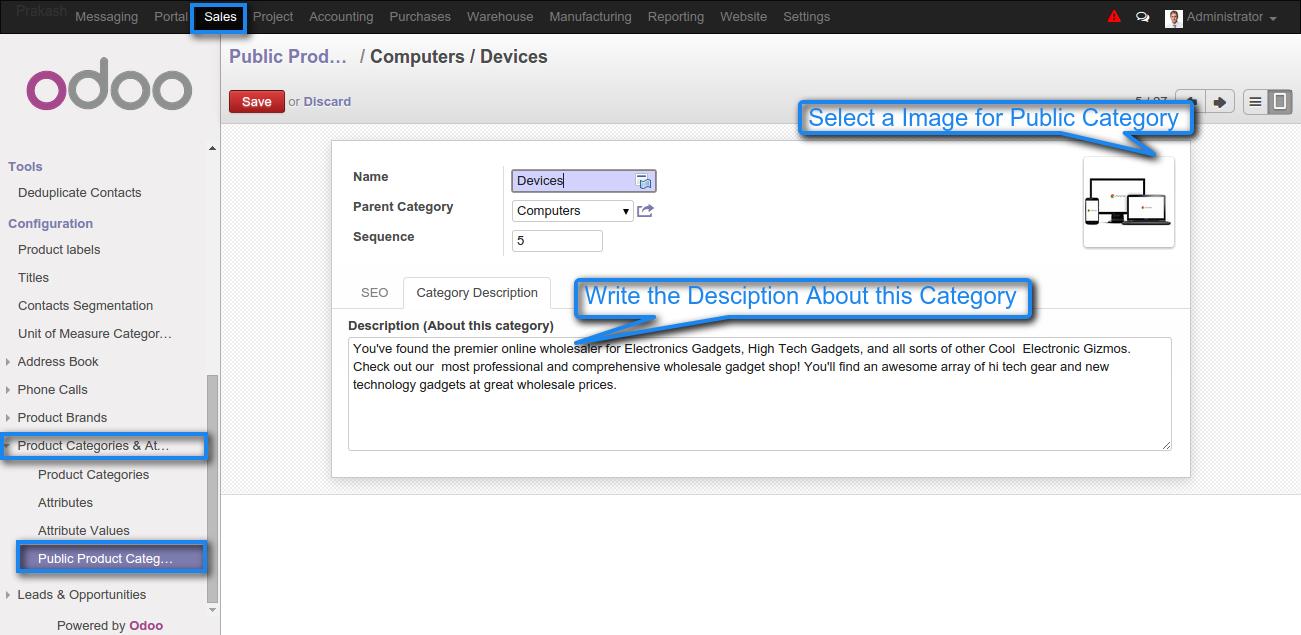 Prakash Messaging Portal Sales Project Accounting Purchases Warehouse Manufacturing Reporting Website Settings Administrator
odoo
Tools
Deduplicate Contacts
Configuration
Product labels
Titles
Contacts Segmentation
Unit of Measure Categor…
Address Book
Phone Calls
Product Brands
Product Categories & At…
Product Categories
Attributes
Attribute Values
Public Product Categ…
Leads & Opportunities
Powered by Odoo
Public Prod… / Computers / Devices
Save or Discard
Select a Image for Public Category
Name Devices
Parent Category Computers
Sequence 5
SEO Category Description
Write the Desciption About this Category
Description (About this category)
You've found the premier online wholesaler for Electronics Gadgets, High Tech Gadgets, and all sorts of other Cool  Electronic Gizmos.
Check out our  most professional and comprehensive wholesale gadget shop! You'll find an awesome array of hi tech gear and new
technology gadgets at great wholesale prices.